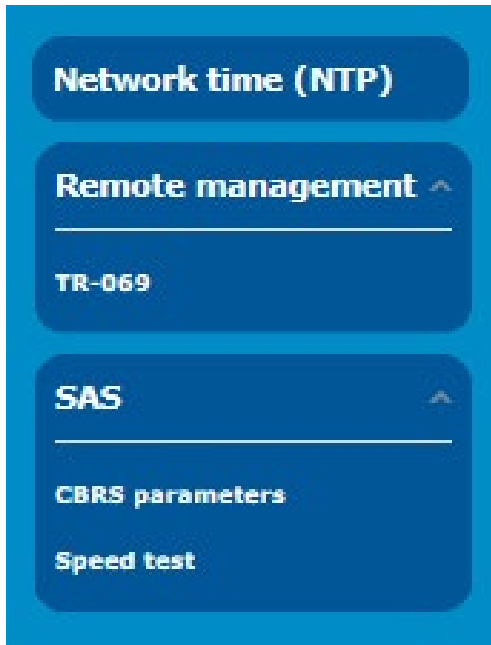 Network time (NTP)
Remote management
TR-069
SAS
CBRS parameters
Speed test